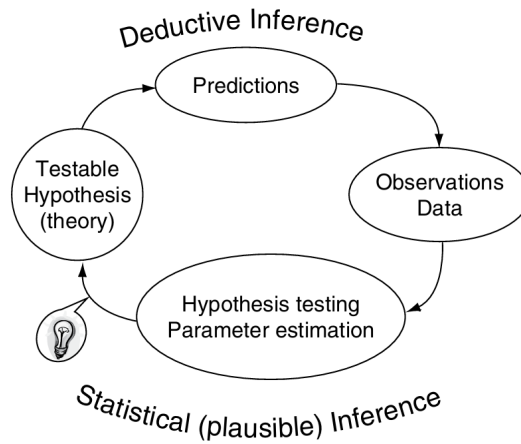 Deductive Inference
Predictions
Testable
Hypothesis
(theory)
Observations
Data
Hypothesis testing
Parameter estimation
Statistical (plausible) Inference